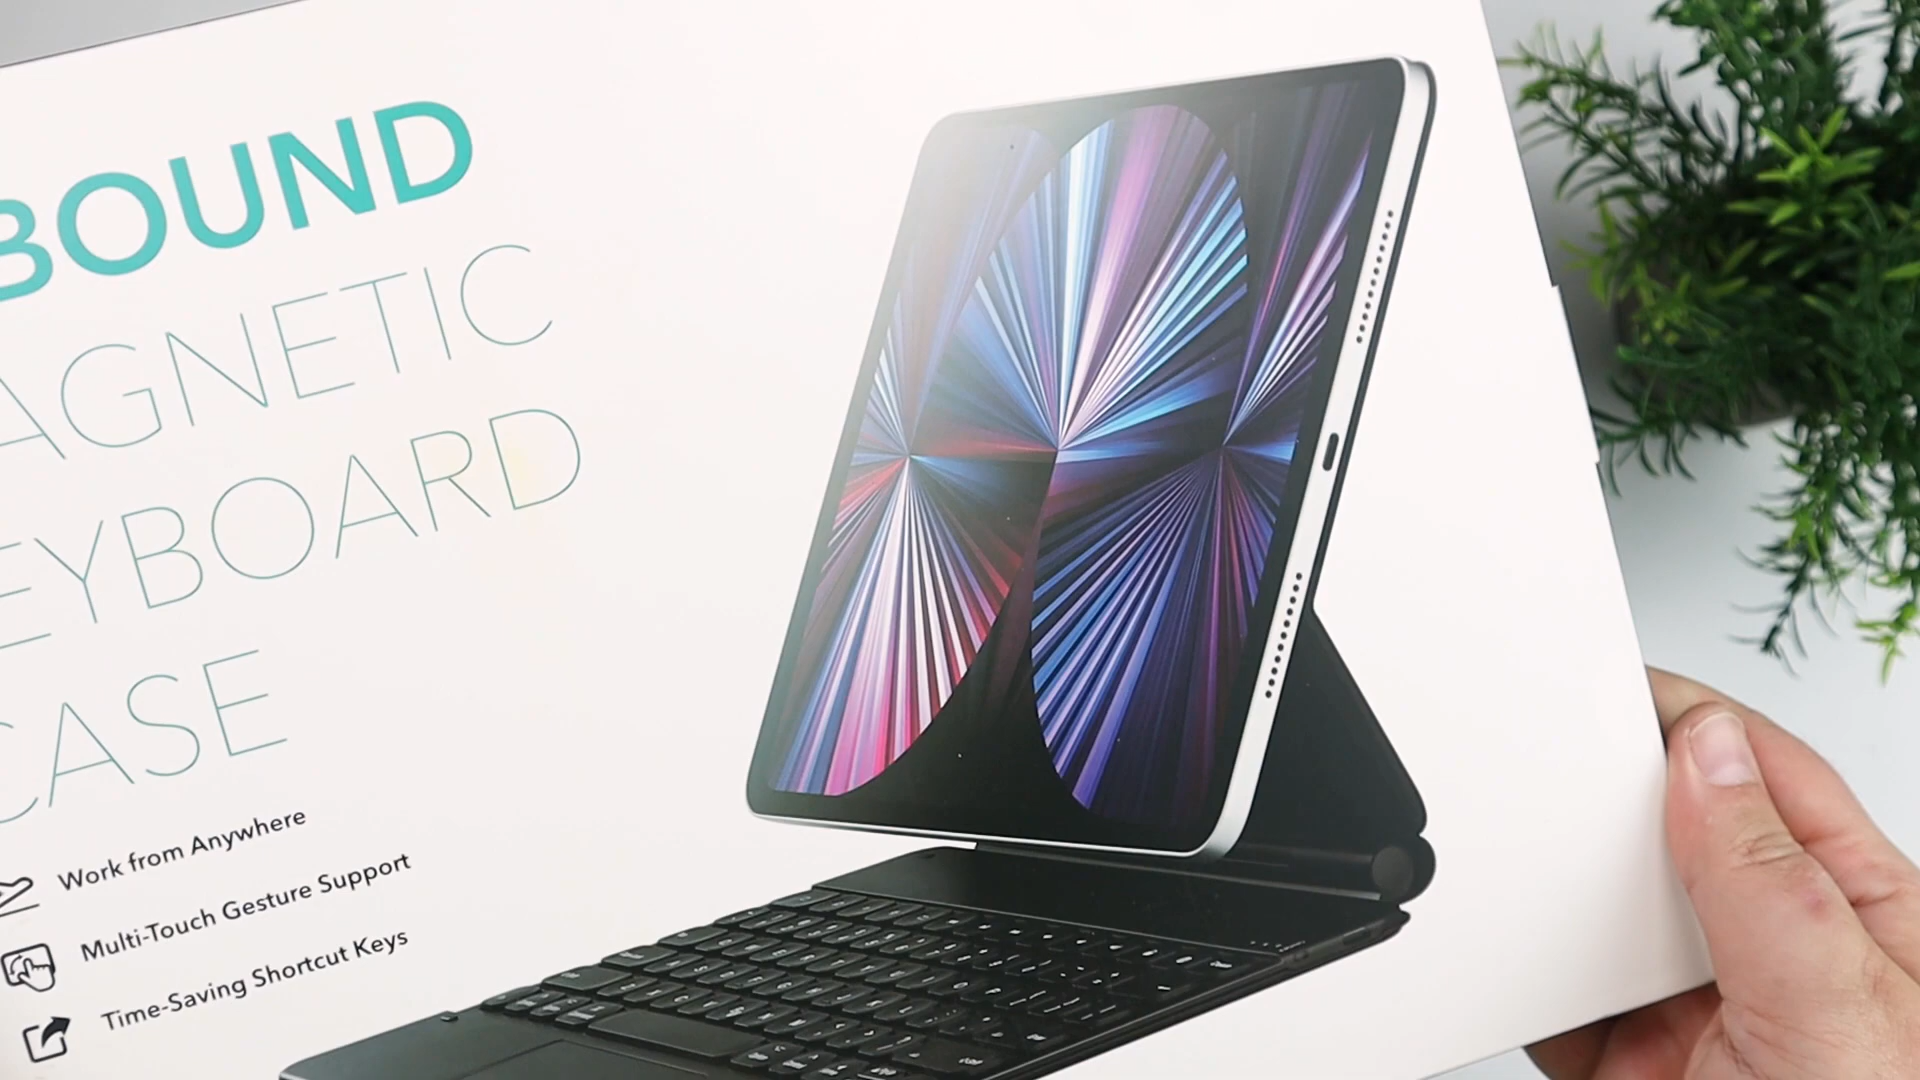 BOUND
AGNETIC
EYBOARD
CASE
Work from Anywhere
Multi-Touch Gesture Support
Time-Saving Shortcut Keys